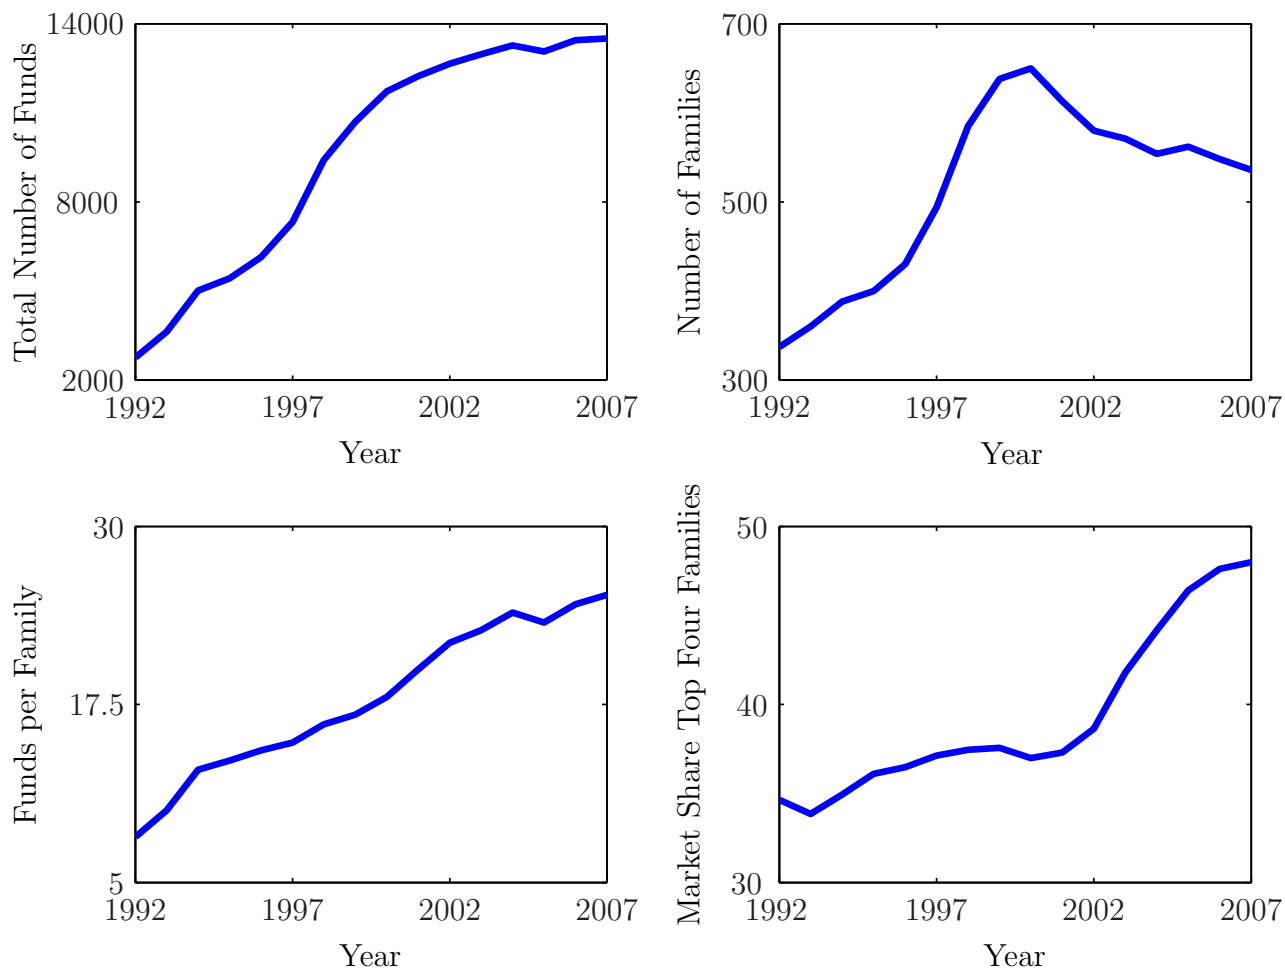 Total Number of Funds
14000
8000
2000
1992 1997 2002 2007
Year
Number of Families
700
500
300
1992 1997 2002 2007
Year
Funds per Family
30
17.5
5
1992 1997 2002 2007
Year
Market Share Top Four Families
50
40
30
1992 1997 2002 2007
Year